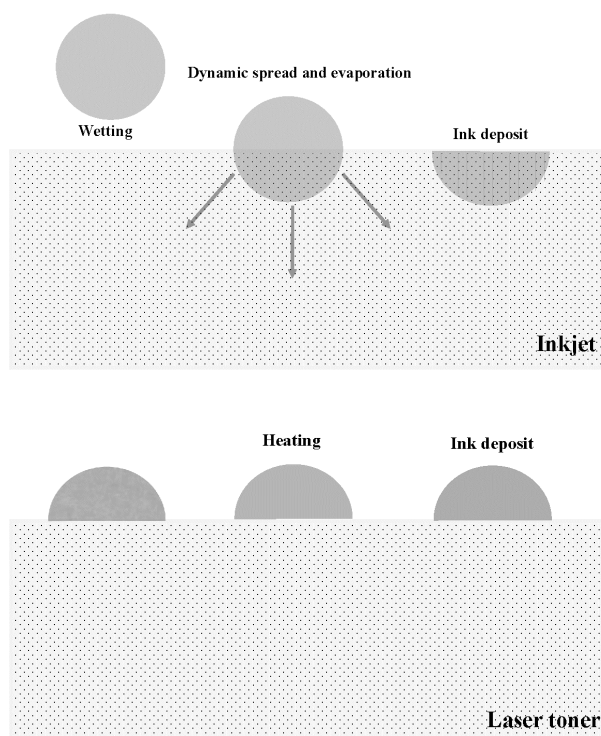 Dynamic spread and evaporation
Wetting
Ink deposit
Inkjet
Heating
Ink deposit
Laser toner